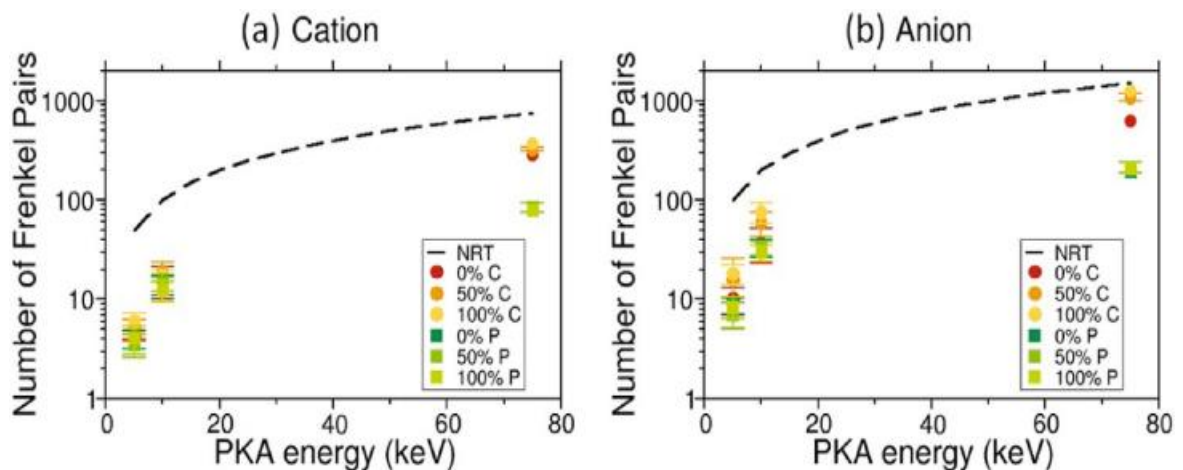 (a) Cation
Number of Frenkel Pairs
1000
100
10
1
NRT
0% C
50% C
100% C
0% P
50% P
100% P
0 20 40 60 80
PKA energy (keV)
(b) Anion
Number of Frenkel Pairs
1000
100
10
1
NRT
0% C
50% C
100% C
0% P
50% P
100% P
0 20 40 60 80
PKA energy (keV)